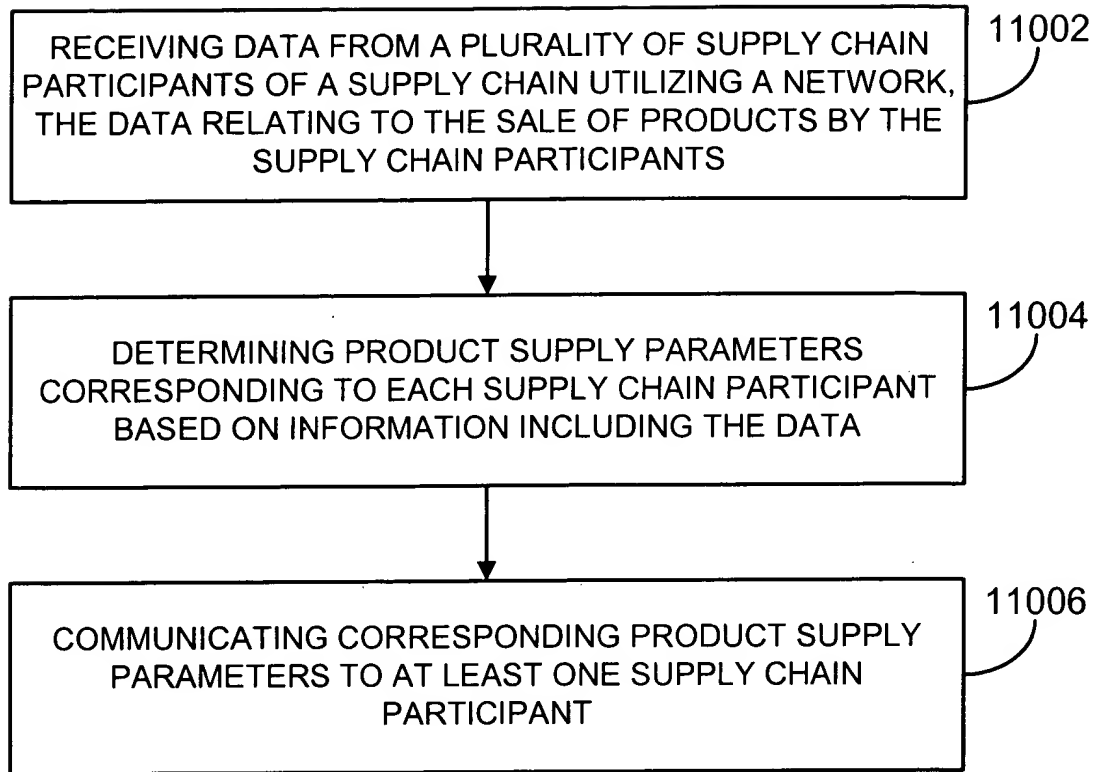 RECEIVING DATA FROM A PLURALITY OF SUPPLY CHAIN
PARTICIPANTS OF A SUPPLY CHAIN UTILIZING A NETWORK,
THE DATA RELATING TO THE SALE OF PRODUCTS BY THE
SUPPLY CHAIN PARTICIPANTS
11002
DETERMINING PRODUCT SUPPLY PARAMETERS
CORRESPONDING TO EACH SUPPLY CHAIN PARTICIPANT
BASED ON INFORMATION INCLUDING THE DATA
11004
COMMUNICATING CORRESPONDING PRODUCT SUPPLY
PARAMETERS TO AT LEAST ONE SUPPLY CHAIN
PARTICIPANT
11006